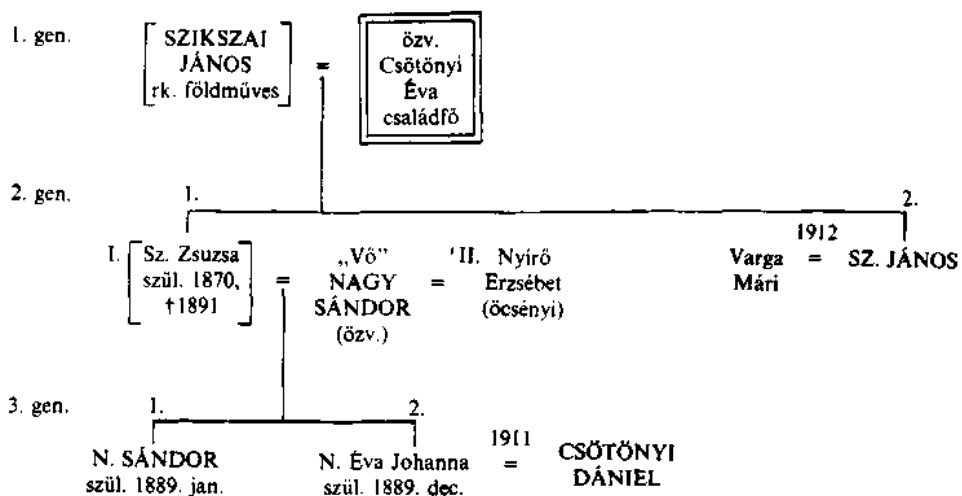 1. gen.
SZIKSZAI
JÁNOS
rk. földműves
=
özv.
Csötönyi
Éva
családfő
2. gen.
1.
2.
I.
Sz. Zsuzsa
szül. 1870,
†1891
=
„Vő”
NAGY
SÁNDOR
(özv.)
=
II. Nyírő
Erzsébet
(öcsényi)
Varga
Mári
1912
=
SZ. JÁNOS
3. gen.
1.
2.
N. SÁNDOR
szül. 1889. jan.
N. Éva Johanna
szül. 1889. dec.
1911
=
CSÖTÖNYI
DÁNIEL